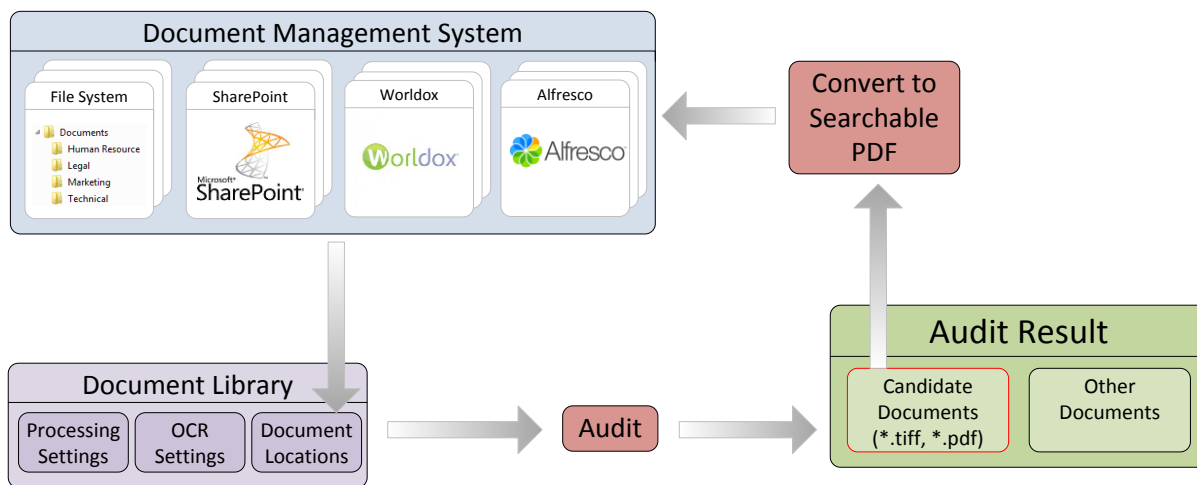 Document Management System
File System
Documents
Human Resource
Legal
Marketing
Technical
SharePoint
Microsoft®
SharePoint
Worldox
Worldox
Alfresco
Alfresco
Convert to
Searchable
PDF
Document Library
Processing
Settings
OCR
Settings
Document
Locations
Audit
Audit Result
Candidate
Documents
(*.tiff, *.pdf)
Other
Documents